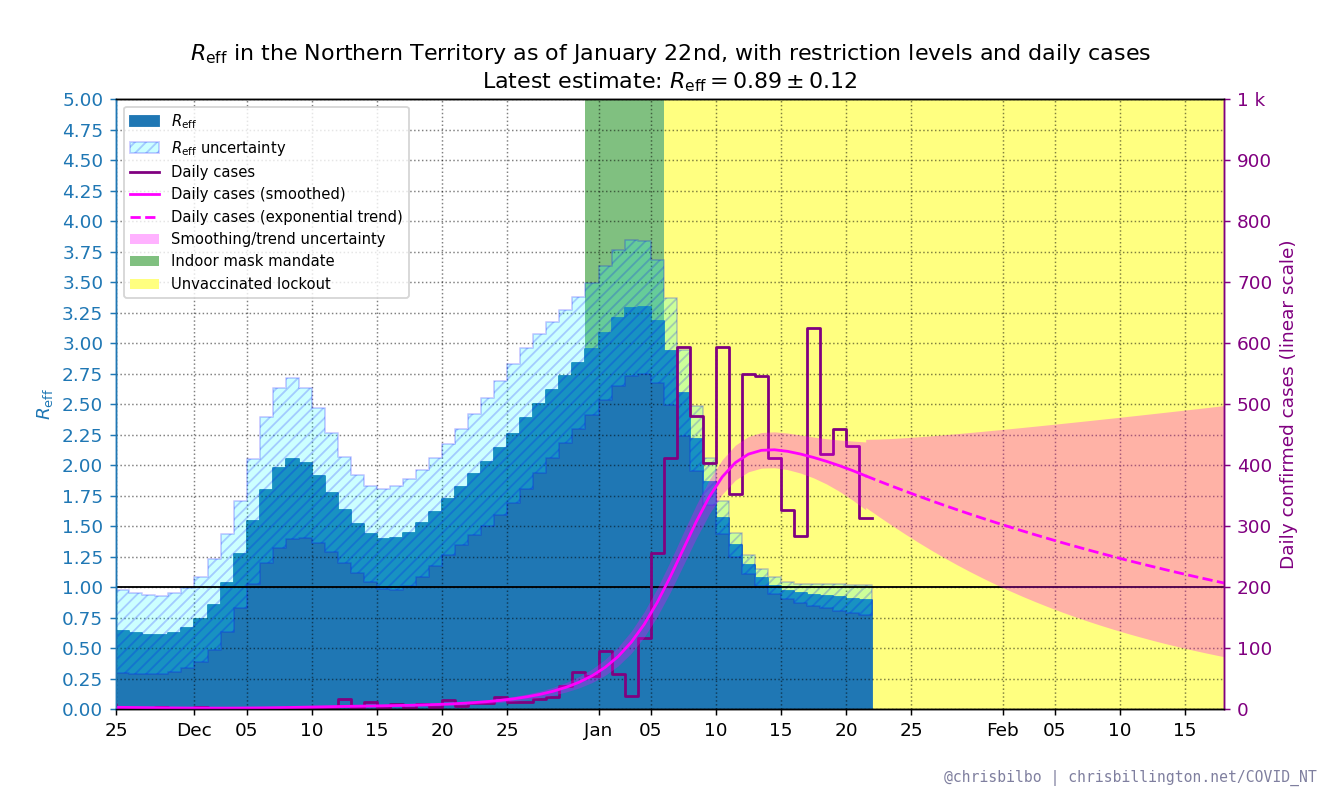 R_eff in the Northern Territory as of January 22nd, with restriction levels and daily cases
Latest estimate: R_eff = 0.89 ± 0.12
5.00
4.75
4.50
4.25
4.00
3.75
3.50
3.25
3.00
2.75
2.50
2.25
2.00
1.75
1.50
1.25
1.00
0.75
0.50
0.25
0.00
R_eff
R_eff
R_eff uncertainty
Daily cases
Daily cases (smoothed)
Daily cases (exponential trend)
Smoothing/trend uncertainty
Indoor mask mandate
Unvaccinated lockout
1 k
900
800
700
600
500
400
300
200
100
0
Daily confirmed cases (linear scale)
25 Dec 05 10 15 20 25 Jan 05 10 15 20 25 Feb 05 10 15
@chrisbilbo | chrisbillington.net/COVID_NT